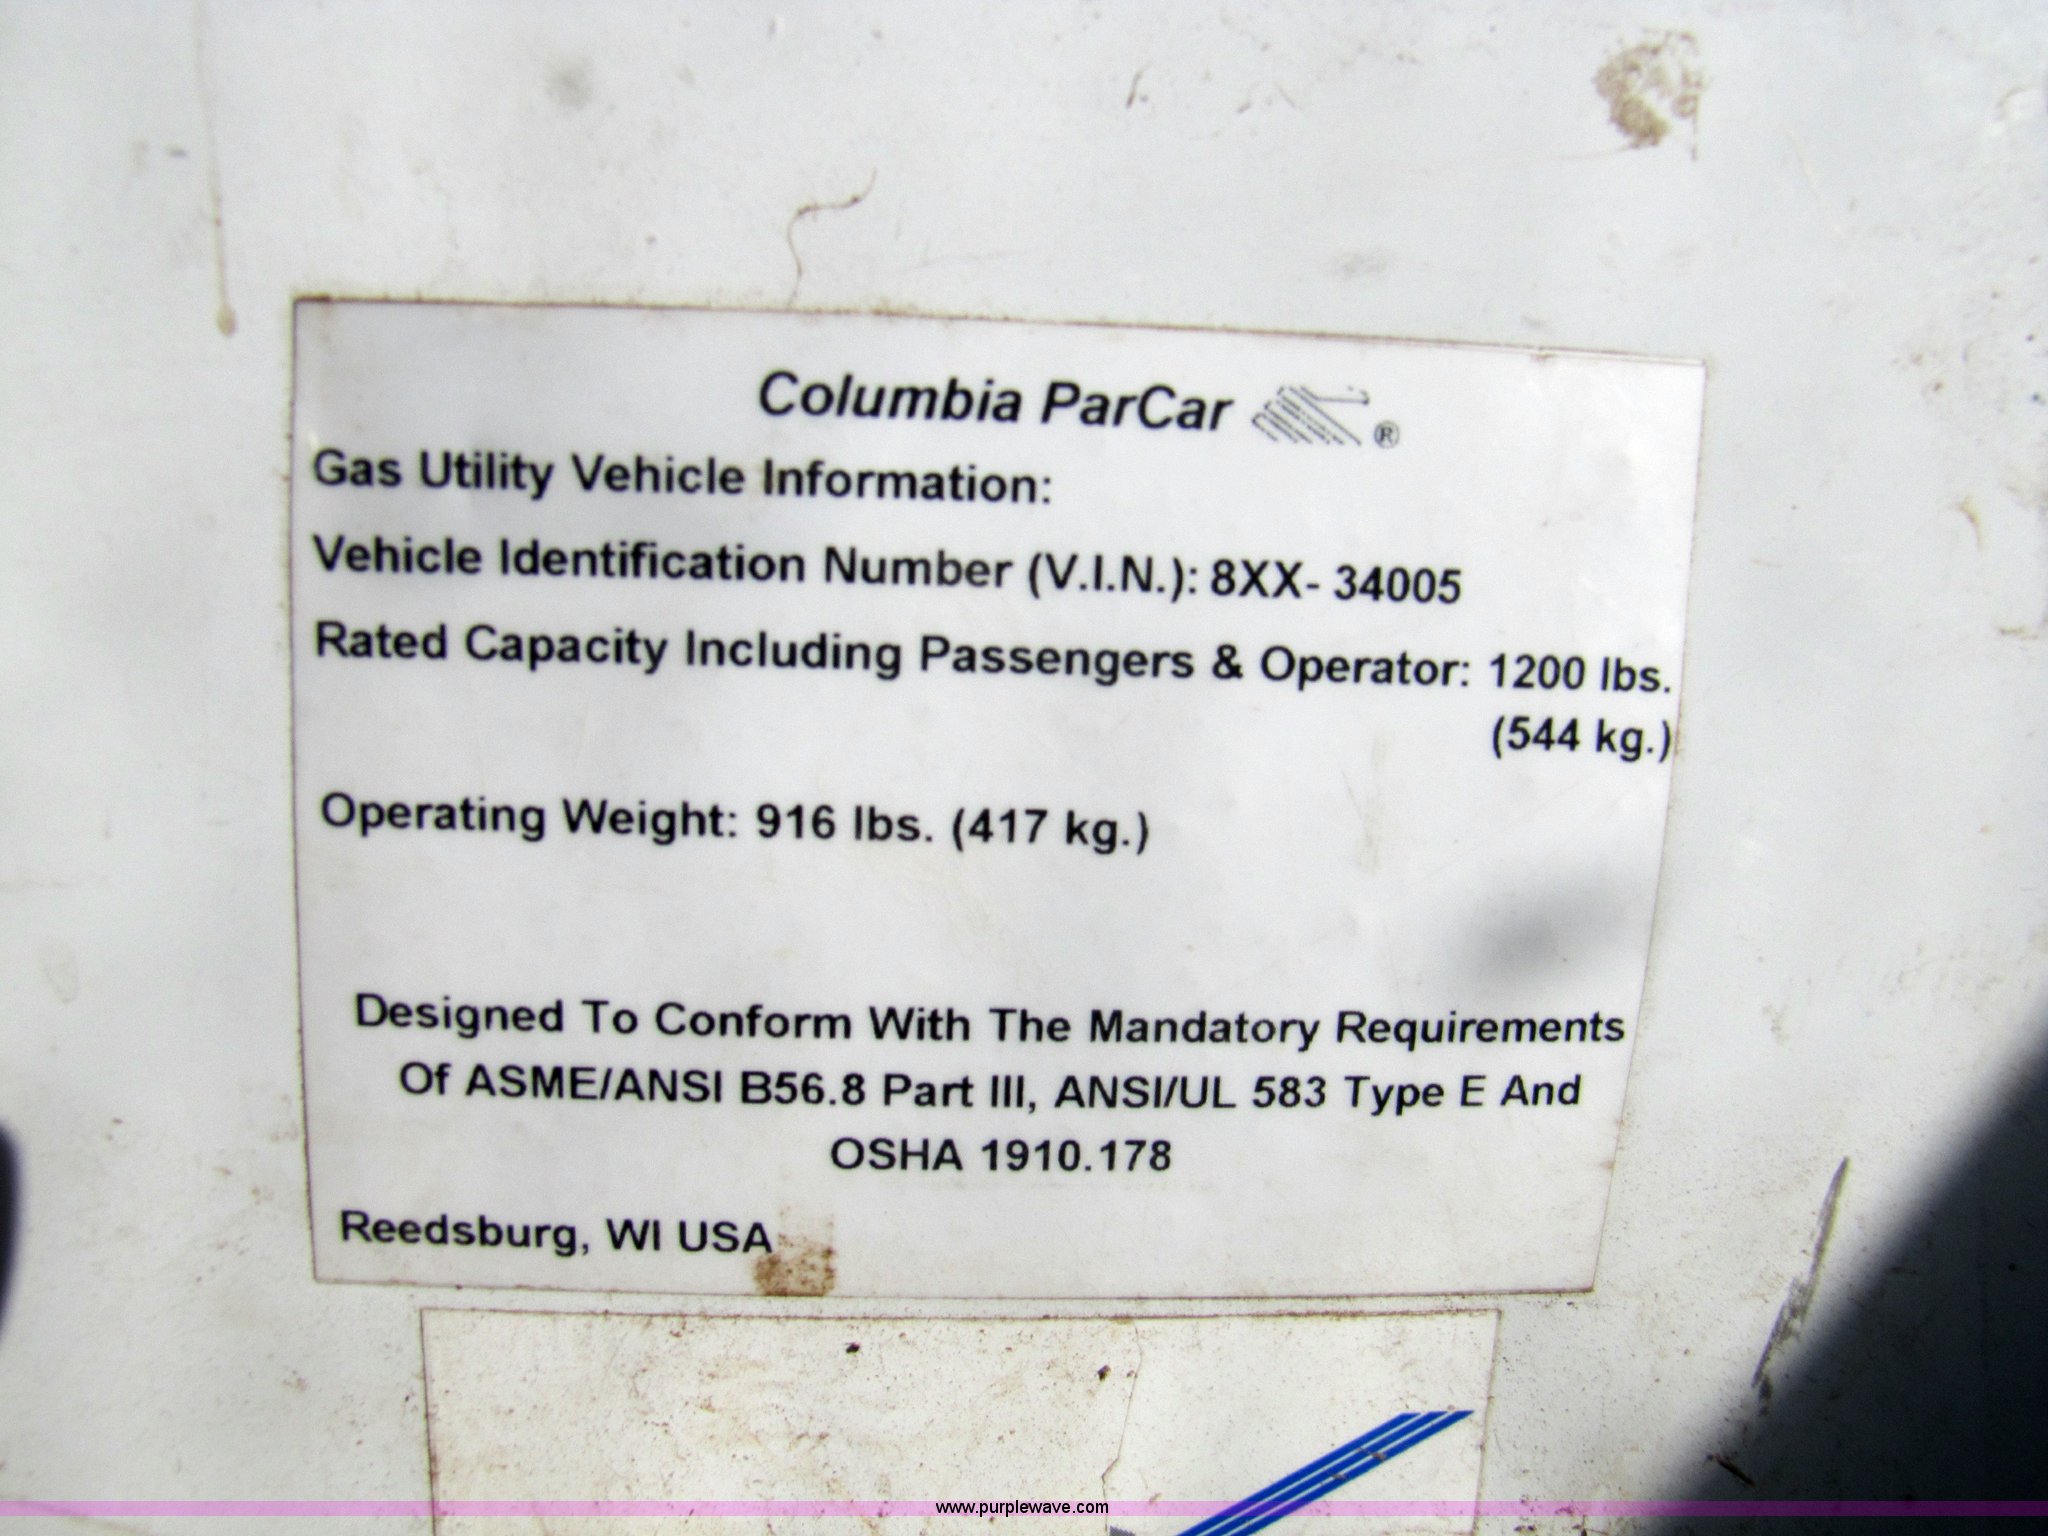 Columbia ParCar ®
Gas Utility Vehicle Information:
Vehicle Identification Number (V.I.N.): 8XX- 34005
Rated Capacity Including Passengers & Operator: 1200 lbs.
(544 kg.)
Operating Weight: 916 lbs. (417 kg.)
Designed To Conform With The Mandatory Requirements
Of ASME/ANSI B56.8 Part III, ANSI/UL 583 Type E And
OSHA 1910.178
Reedsburg, WI USA
www.purplewave.com